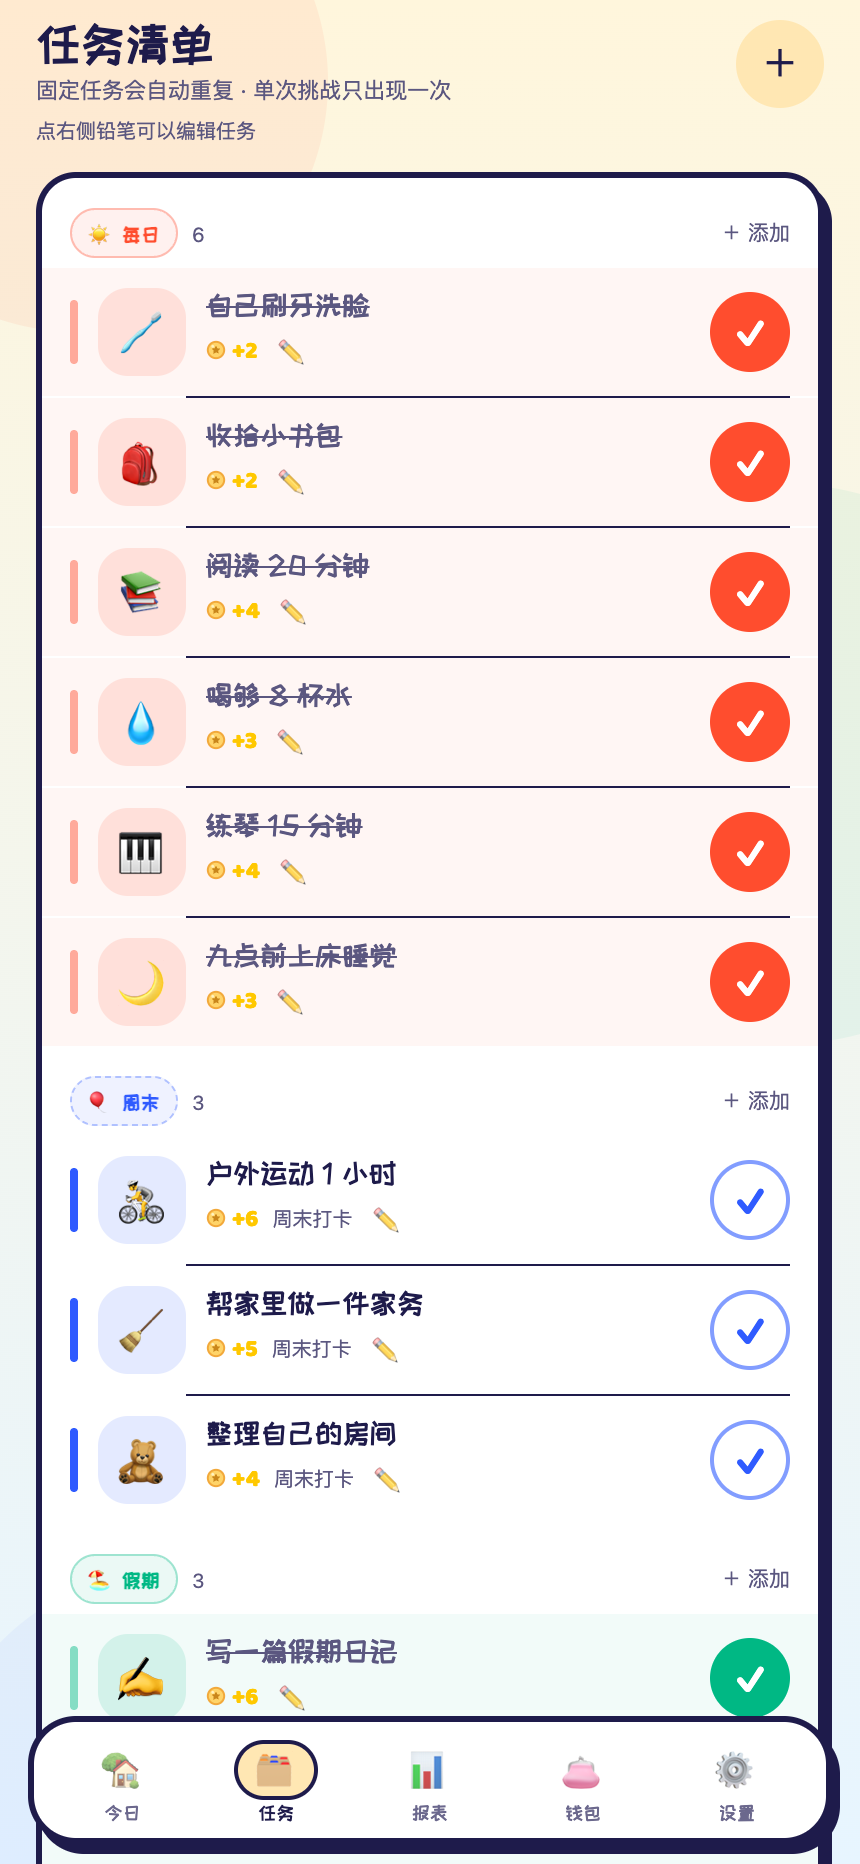 任务清单
固定任务会自动重复 · 单次挑战只出现一次
点右侧铅笔可以编辑任务
+
每日 6 + 添加
自己刷牙洗脸
+2
收拾小书包
+2
阅读 20 分钟
+4
喝够 8 杯水
+3
练琴 15 分钟
+4
九点前上床睡觉
+3
周末 3 + 添加
户外运动 1 小时
+6 周末打卡
帮家里做一件家务
+5 周末打卡
整理自己的房间
+4 周末打卡
假期 3 + 添加
写一篇假期日记
+6
今日 任务 报表 钱包 设置